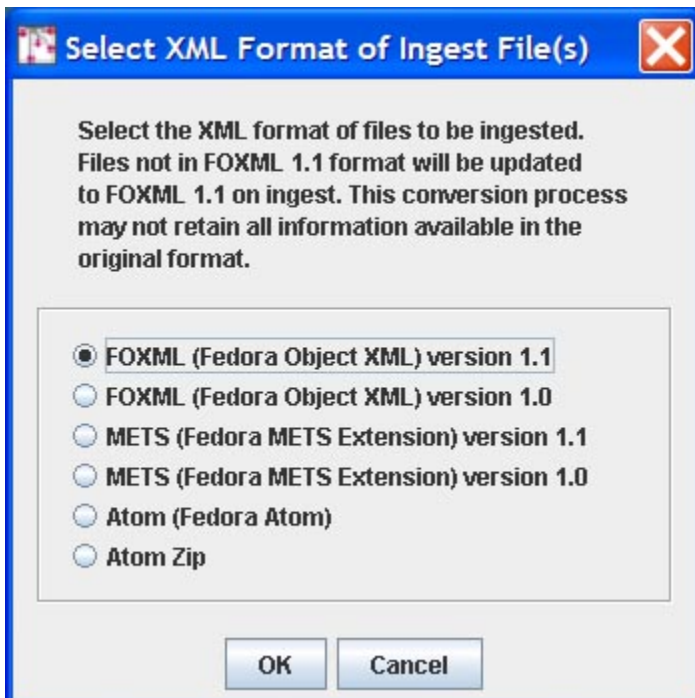 Select XML Format of Ingest File(s)
Select the XML format of files to be ingested.
Files not in FOXML 1.1 format will be updated
to FOXML 1.1 on ingest. This conversion process
may not retain all information available in the
original format.
FOXML (Fedora Object XML) version 1.1
FOXML (Fedora Object XML) version 1.0
METS (Fedora METS Extension) version 1.1
METS (Fedora METS Extension) version 1.0
Atom (Fedora Atom)
Atom Zip
OK Cancel